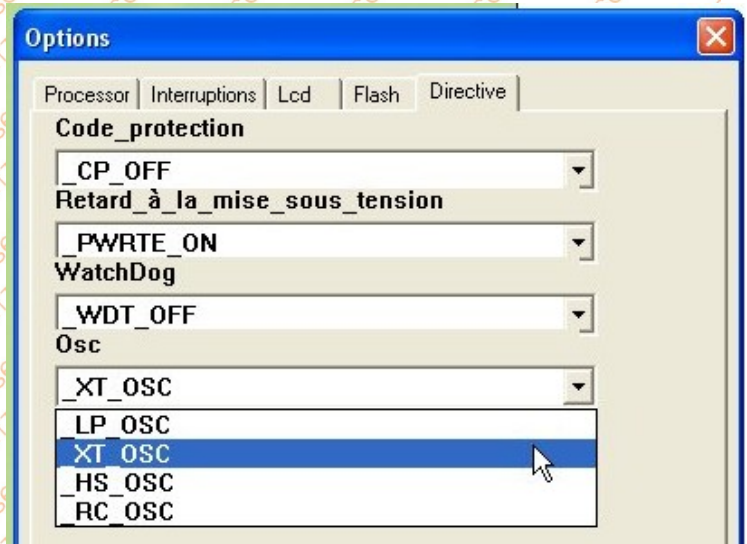 Options
Processor Interruptions Lcd Flash Directive
Code_protection
_CP_OFF
Retard_à_la_mise_sous_tension
_PWRTE_ON
WatchDog
_WDT_OFF
Osc
_XT_OSC
_LP_OSC
_XT_OSC
_HS_OSC
_RC_OSC